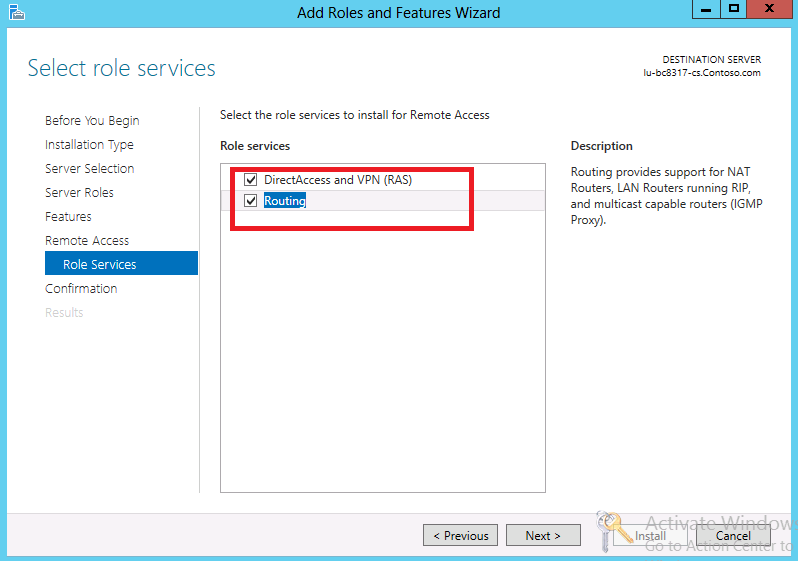 Add Roles and Features Wizard
Select role services
DESTINATION SERVER
lu-bc8317-cs.Contoso.com
Before You Begin
Installation Type
Server Selection
Server Roles
Features
Remote Access
Role Services
Confirmation
Results
Select the role services to install for Remote Access
Role services
DirectAccess and VPN (RAS)
Routing
Description
Routing provides support for NAT
Routers, LAN Routers running RIP,
and multicast capable routers (IGMP
Proxy).
< Previous
Next >
Install
Cancel
Activate Window
Go to Action Center to